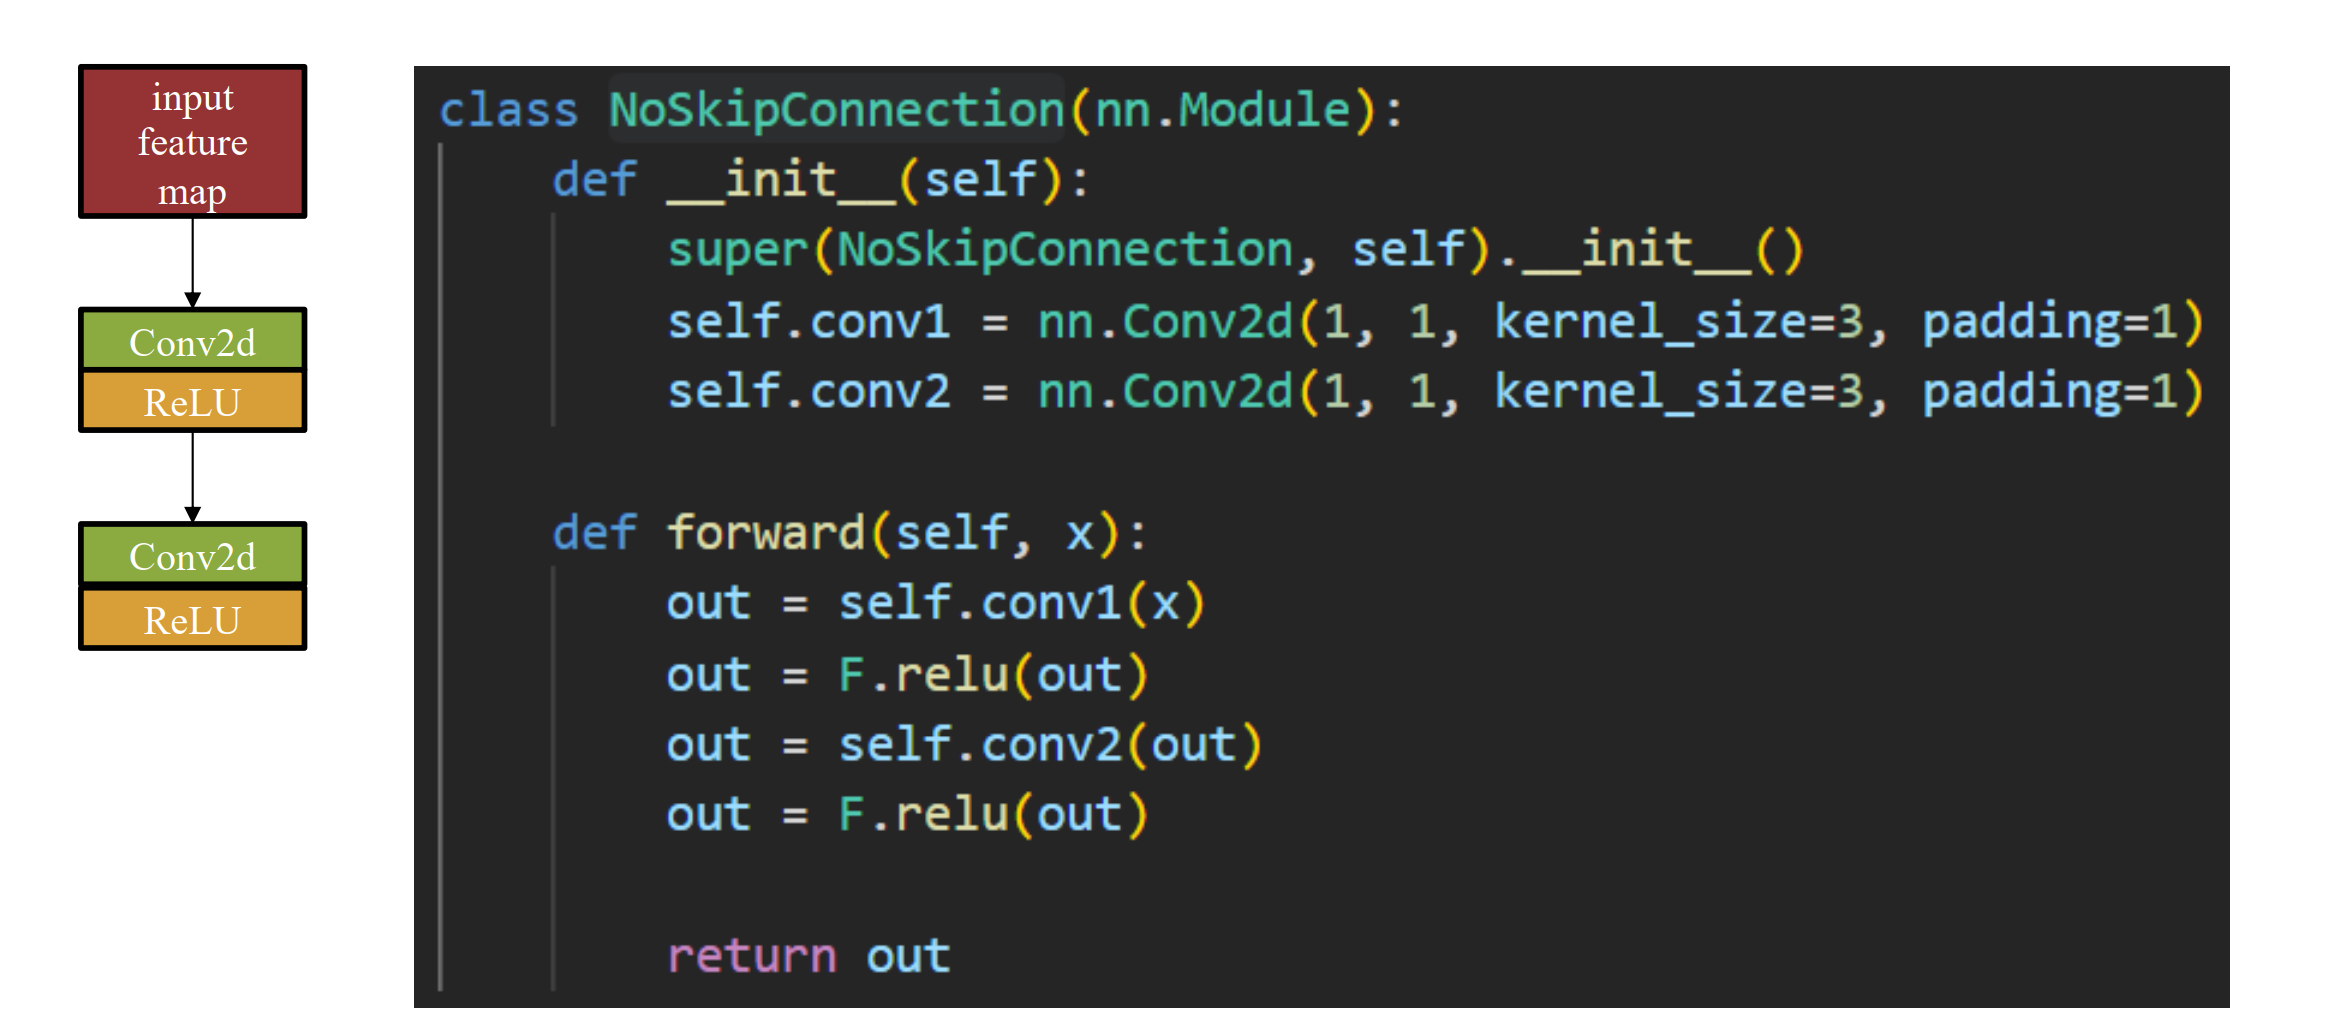 input
feature
map
Conv2d
ReLU
Conv2d
ReLU
class NoSkipConnection(nn.Module):
    def __init__(self):
        super(NoSkipConnection, self).__init__()
        self.conv1 = nn.Conv2d(1, 1, kernel_size=3, padding=1)
        self.conv2 = nn.Conv2d(1, 1, kernel_size=3, padding=1)
    def forward(self, x):
        out = self.conv1(x)
        out = F.relu(out)
        out = self.conv2(out)
        out = F.relu(out)
        return out